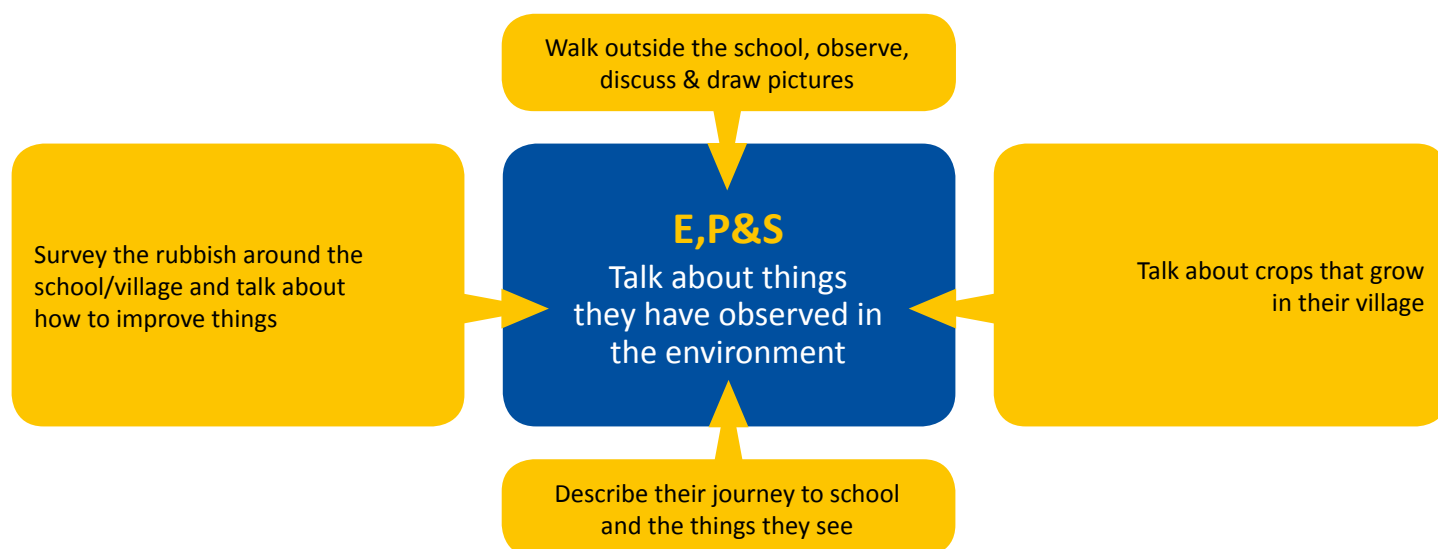 Walk outside the school, observe,
discuss & draw pictures
Survey the rubbish around the
school/village and talk about
how to improve things
E,P&S
Talk about things
they have observed in
the environment
Talk about crops that grow
in their village
Describe their journey to school
and the things they see